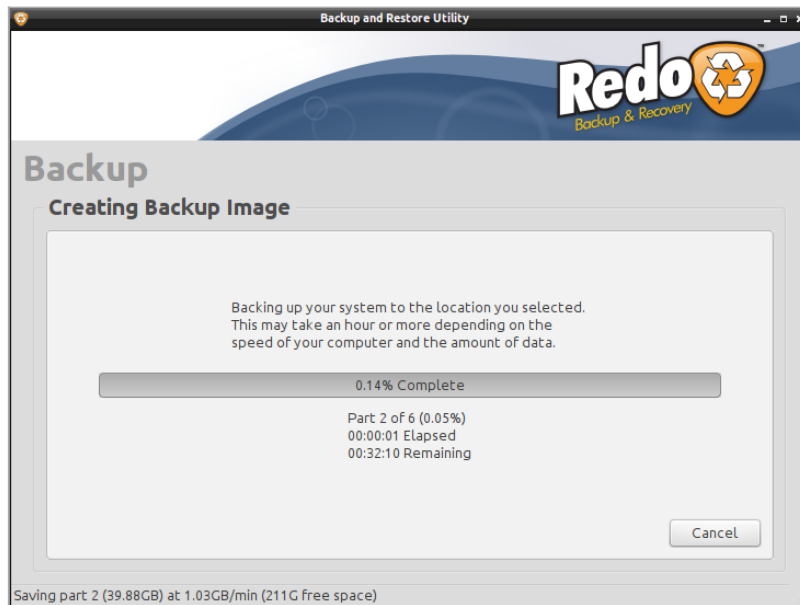 Backup and Restore Utility
Redo™
Backup & Recovery
Backup
Creating Backup Image
Backing up your system to the location you selected.
This may take an hour or more depending on the
speed of your computer and the amount of data.
0.14% Complete
Part 2 of 6 (0.05%)
00:00:01 Elapsed
00:32:10 Remaining
Cancel
Saving part 2 (39.88GB) at 1.03GB/min (211G free space)